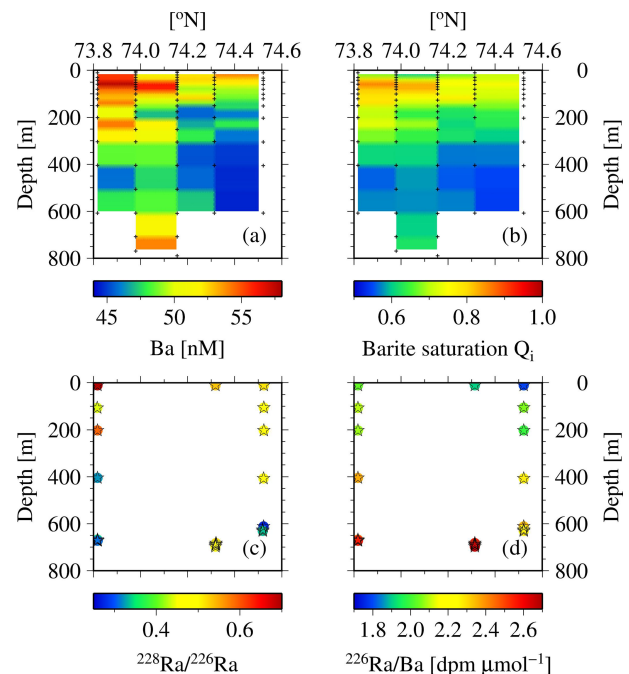 [ºN] [ºN]
73.8 74.0 74.2 74.4 74.6 73.8 74.0 74.2 74.4 74.6
0 0
200 200
400 400
600 600
800 800
Depth [m] Depth [m]
(a) (b)
45 50 55 0.6 0.8 1.0
Ba [nM] Barite saturation Qi
0 0
200 200
400 400
600 600
800 800
Depth [m] Depth [m]
(c) (d)
0.4 0.6 1.8 2.0 2.2 2.4 2.6
²²⁸Ra/²²⁶Ra ²²⁶Ra/Ba [dpm μmol⁻¹]